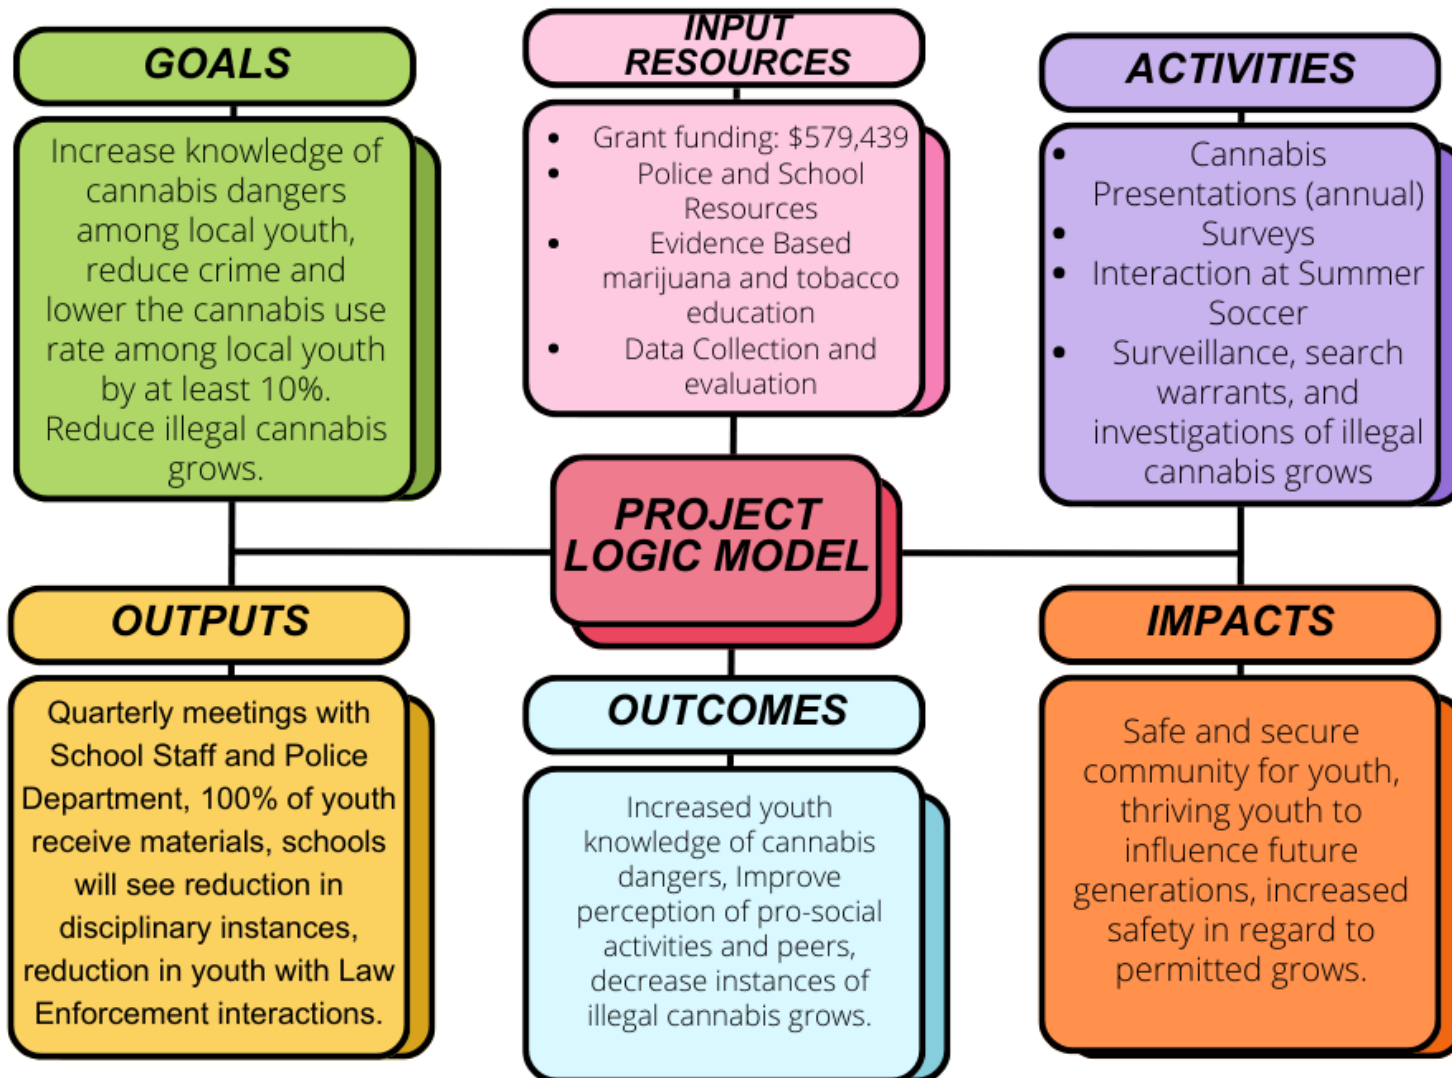 GOALS
Increase knowledge of
cannabis dangers
among local youth,
reduce crime and
lower the cannabis use
rate among local youth
by at least 10%.
Reduce illegal cannabis
grows.
INPUT
RESOURCES
• Grant funding: $579,439
• Police and School
Resources
• Evidence Based
marijuana and tobacco
education
• Data Collection and
evaluation
ACTIVITIES
• Cannabis
Presentations (annual)
• Surveys
• Interaction at Summer
Soccer
• Surveillance, search
warrants, and
investigations of illegal
cannabis grows
PROJECT
LOGIC MODEL
OUTPUTS
Quarterly meetings with
School Staff and Police
Department, 100% of youth
receive materials, schools
will see reduction in
disciplinary instances,
reduction in youth with Law
Enforcement interactions.
OUTCOMES
Increased youth
knowledge of cannabis
dangers, Improve
perception of pro-social
activities and peers,
decrease instances of
illegal cannabis grows.
IMPACTS
Safe and secure
community for youth,
thriving youth to
influence future
generations, increased
safety in regard to
permitted grows.